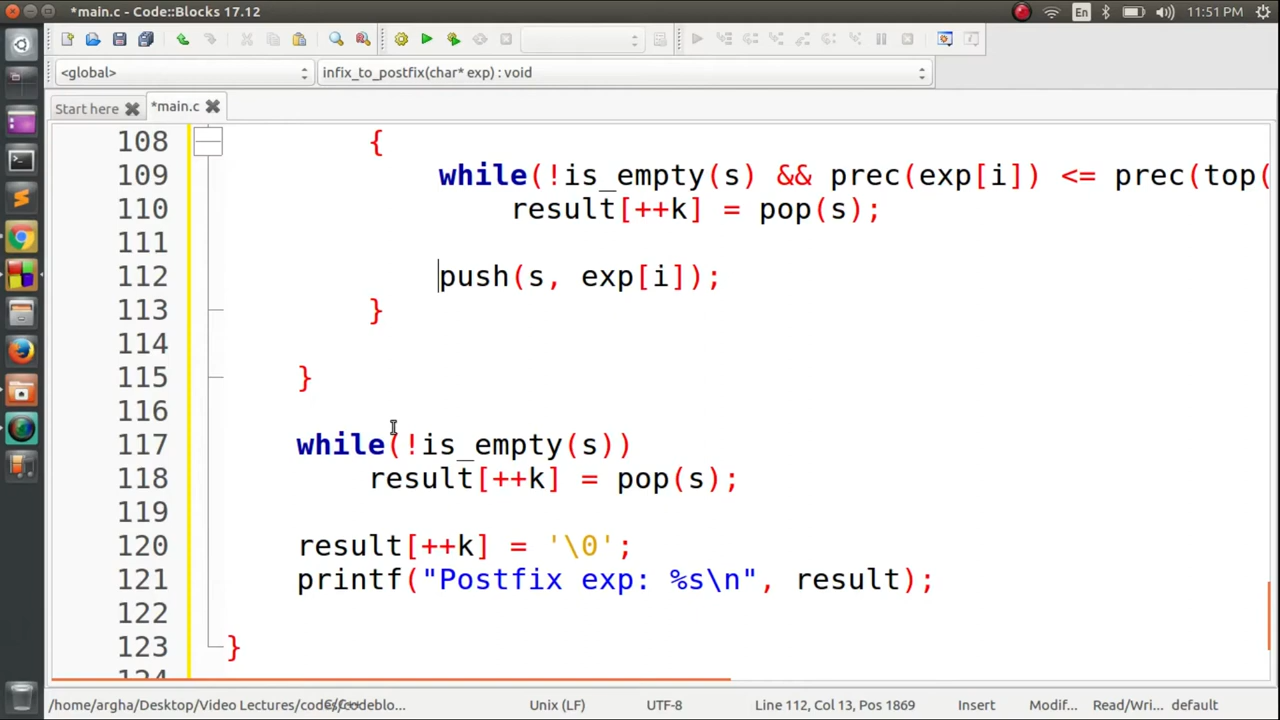 *main.c - Code::Blocks 17.12
En
11:51 PM
<global>
infix_to_postfix(char* exp) : void
Start here
*main.c
108 {
109 while(!is_empty(s) && prec(exp[i]) <= prec(top(
110 result[++k] = pop(s);
111
112 push(s, exp[i]);
113 }
114
115 }
116
117 while(!is_empty(s))
118 result[++k] = pop(s);
119
120 result[++k] = '\0';
121 printf("Postfix exp: %s\n", result);
122
123 }
/home/argha/Desktop/Video Lectures/codes/Codeblo...
Unix (LF)
UTF-8
Line 112, Col 13, Pos 1869
Insert
Modif...
Read/Wri...
default